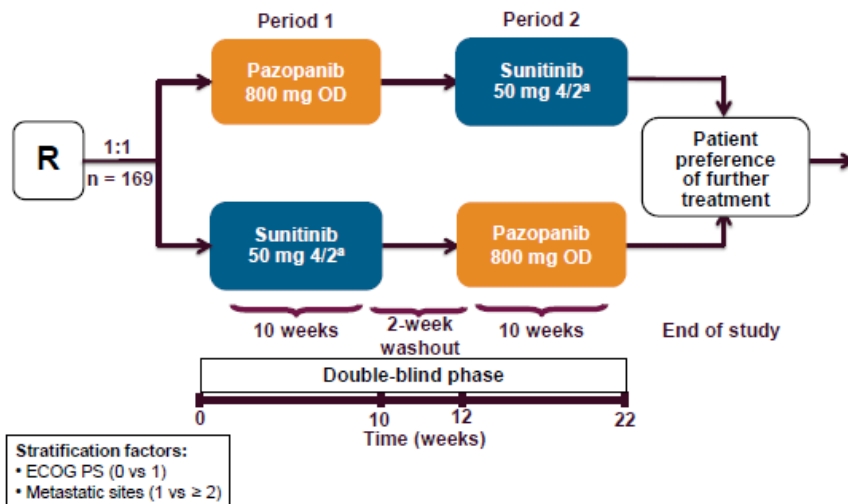 Period 1
Period 2
Pazopanib
800 mg OD
Sunitinib
50 mg 4/2ᵃ
R
1:1
n = 169
Patient
preference
of further
treatment
Sunitinib
50 mg 4/2ᵃ
Pazopanib
800 mg OD
10 weeks
2-week
washout
10 weeks
End of study
Double-blind phase
0
10
12
22
Time (weeks)
Stratification factors:
• ECOG PS (0 vs 1)
• Metastatic sites (1 vs ≥ 2)